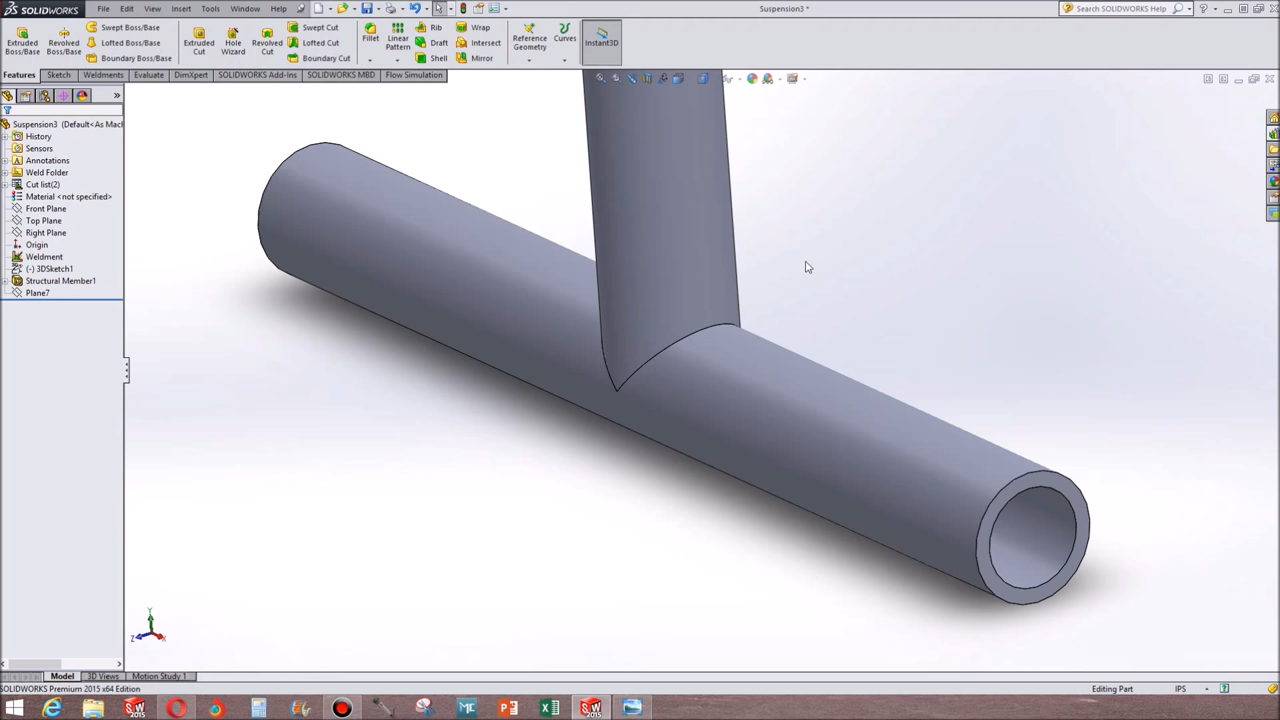 SOLIDWORKS File Edit View Insert Tools Window Help Suspension3 * Search SOLIDWORKS Help
Extruded Boss/Base
Revolved Boss/Base
Swept Boss/Base
Lofted Boss/Base
Boundary Boss/Base
Extruded Cut
Hole Wizard
Revolved Cut
Swept Cut
Lofted Cut
Boundary Cut
Fillet
Linear Pattern
Rib
Draft
Shell
Wrap
Intersect
Mirror
Reference Geometry
Curves
Instant3D
Features Sketch Weldments Evaluate DimXpert SOLIDWORKS Add-Ins SOLIDWORKS MBD Flow Simulation
Suspension3 (Default<As Mach
History
Sensors
Annotations
Weld Folder
Cut list(2)
Material <not specified>
Front Plane
Top Plane
Right Plane
Origin
Weldment
(-) 3DSketch1
Structural Member1
Plane7
Y
Z X
Model 3D Views Motion Study 1
SOLIDWORKS Premium 2015 x64 Edition Editing Part IPS